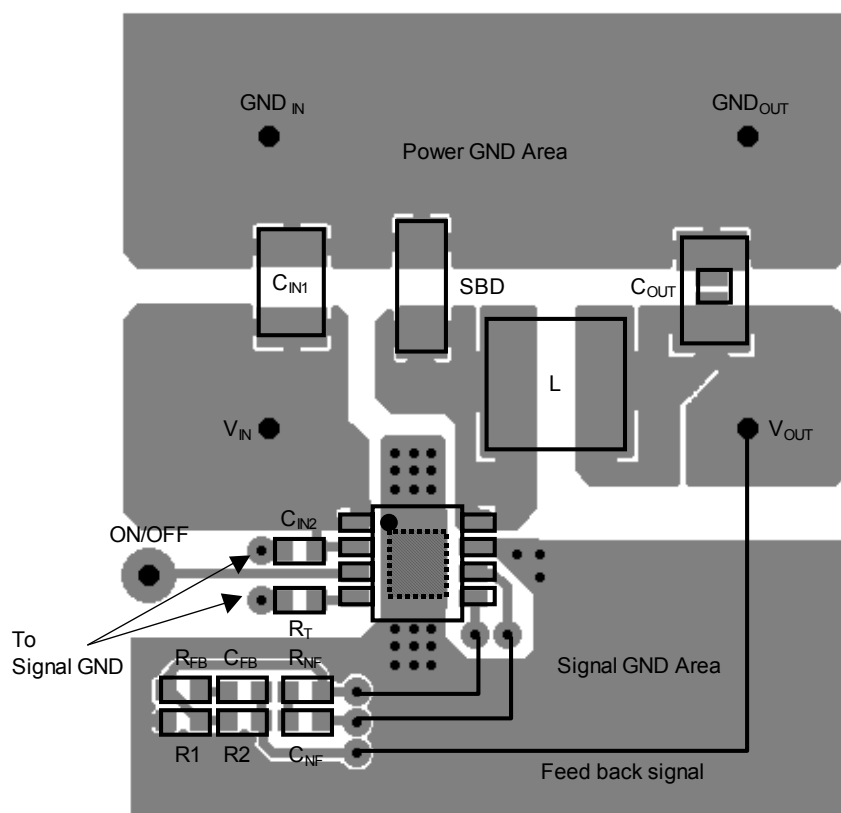 GND IN
GNDOUT
Power GND Area
CIN1
SBD
COUT
L
VIN
VOUT
CIN2
ON/OFF
RT
To
Signal GND
RFB
CFB
RNF
Signal GND Area
R1
R2
CNF
Feed back signal